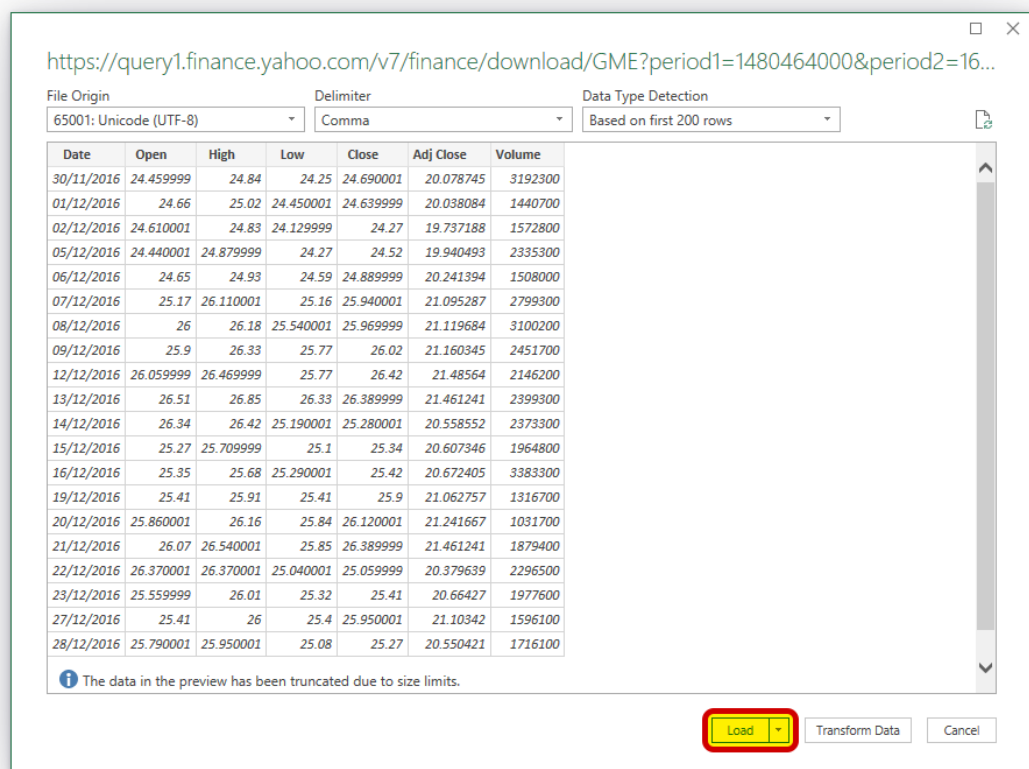 https://query1.finance.yahoo.com/v7/finance/download/GME?period1=1480464000&period2=16...
File Origin Delimiter Data Type Detection
65001: Unicode (UTF-8) Comma Based on first 200 rows
Date Open High Low Close Adj Close Volume
30/11/2016 24.459999 24.84 24.25 24.690001 20.078745 3192300
01/12/2016 24.66 25.02 24.450001 24.639999 20.038084 1440700
02/12/2016 24.610001 24.83 24.129999 24.27 19.737188 1572800
05/12/2016 24.440001 24.879999 24.27 24.52 19.940493 2335300
06/12/2016 24.65 24.93 24.59 24.889999 20.241394 1508000
07/12/2016 25.17 26.110001 25.16 25.940001 21.095287 2799300
08/12/2016 26 26.18 25.540001 25.969999 21.119684 3100200
09/12/2016 25.9 26.33 25.77 26.02 21.160345 2451700
12/12/2016 26.059999 26.469999 25.77 26.42 21.48564 2146200
13/12/2016 26.51 26.85 26.33 26.389999 21.461241 2399300
14/12/2016 26.34 26.42 25.190001 25.280001 20.558552 2373300
15/12/2016 25.27 25.709999 25.1 25.34 20.607346 1964800
16/12/2016 25.35 25.68 25.290001 25.42 20.672405 3383300
19/12/2016 25.41 25.91 25.41 25.9 21.062757 1316700
20/12/2016 25.860001 26.16 25.84 26.120001 21.241667 1031700
21/12/2016 26.07 26.540001 25.85 26.389999 21.461241 1879400
22/12/2016 26.370001 26.370001 25.040001 25.059999 20.379639 2296500
23/12/2016 25.559999 26.01 25.32 25.41 20.66427 1977600
27/12/2016 25.41 26 25.4 25.950001 21.10342 1596100
28/12/2016 25.790001 25.950001 25.08 25.27 20.550421 1716100
The data in the preview has been truncated due to size limits.
Load Transform Data Cancel